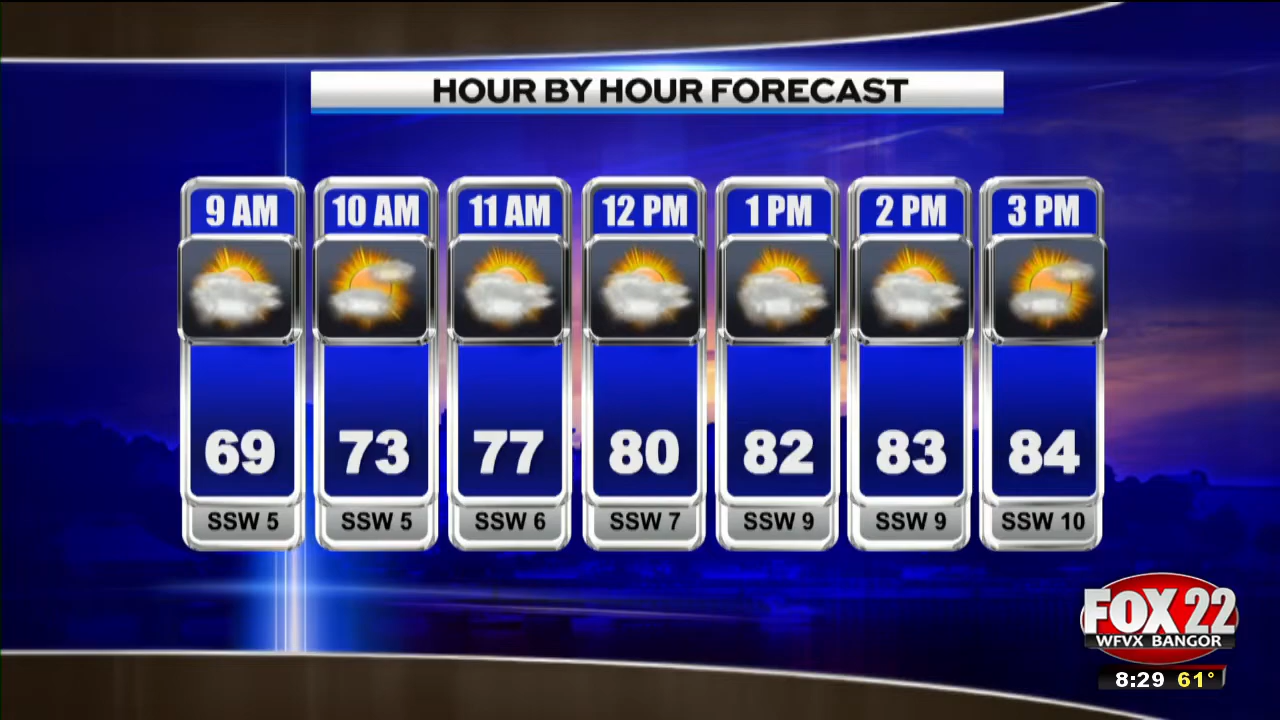 HOUR BY HOUR FORECAST
9 AM 10 AM 11 AM 12 PM 1 PM 2 PM 3 PM
69 73 77 80 82 83 84
SSW 5 SSW 5 SSW 6 SSW 7 SSW 9 SSW 9 SSW 10
FOX 22
WFVX BANGOR
8:29 61°